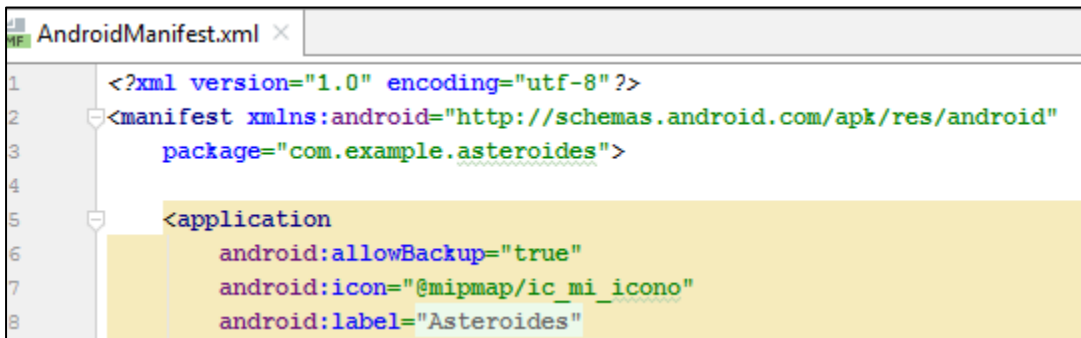 MF AndroidManifest.xml ×
1 <?xml version="1.0" encoding="utf-8"?>
2 <manifest xmlns:android="http://schemas.android.com/apk/res/android"
3 package="com.example.asteroides">
4
5 <application
6 android:allowBackup="true"
7 android:icon="@mipmap/ic_mi_icono"
8 android:label="Asteroides"